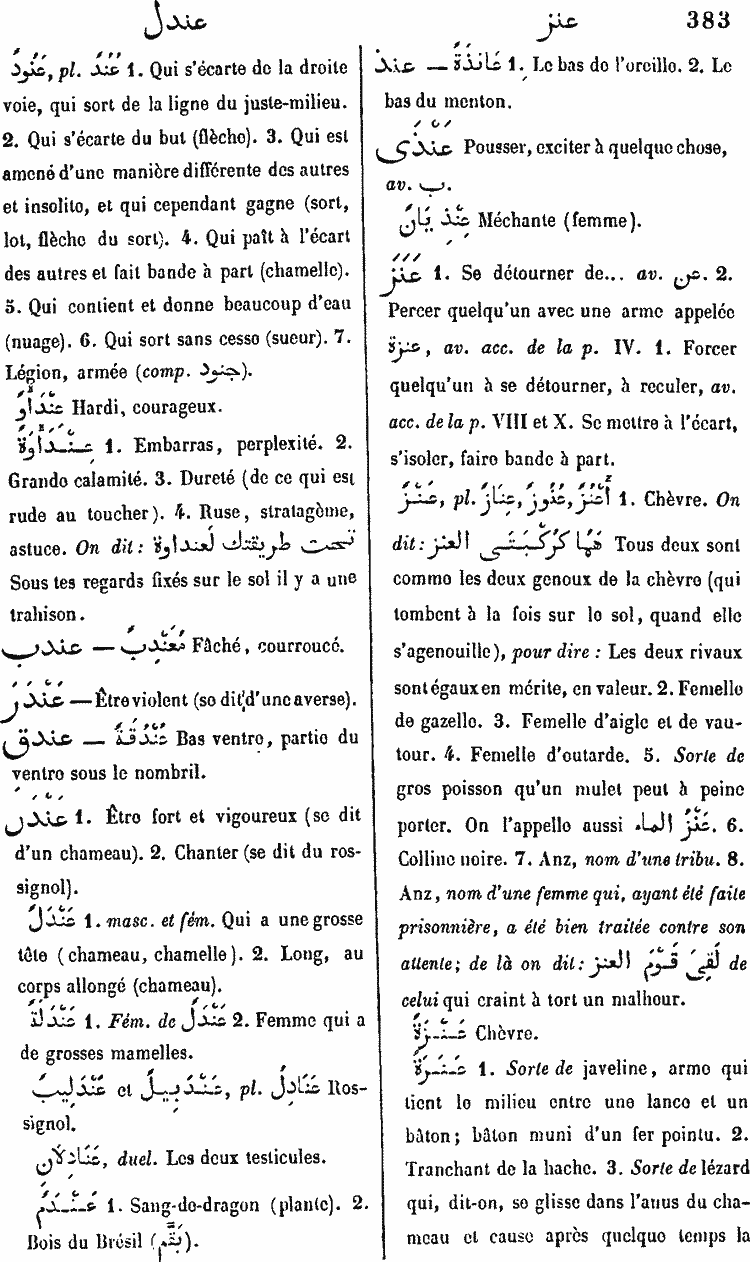 عندل
عنز
383
عَنُودٌ, pl. عُنُدٌ 1. Qui s'écarte de la droite
voie, qui sort de la ligne du juste-milieu.
2. Qui s'écarte du but (flèche). 3. Qui est
amené d'une manière différente des autres
et insolite, et qui cependant gagne (sort,
lot, flèche du sort). 4. Qui paît à l'écart
des autres et fait bande à part (chamelle).
5. Qui contient et donne beaucoup d'eau
(nuage). 6. Qui sort sans cesse (sueur). 7.
Légion, armée (comp. جنود).
عِنْدَأْوٌ Hardi, courageux.
عِنْدَأْوَةٌ 1. Embarras, perplexité. 2.
Grande calamité. 3. Dureté (de ce qui est
rude au toucher). 4. Ruse, stratagème,
astuce. On dit : تحت طريقتك لَعنداوة
Sous tes regards fixés sur le sol il y a une
trahison.
عندب — مُعَنْدِبٌ Fâché, courroucé.
عَنْدَرَ — Être violent (se dit d'une averse).
عندق — عُنْدُقَةٌ Bas ventre, partie du
ventre sous le nombril.
عَنْدَلَ 1. Être fort et vigoureux (se dit
d'un chameau). 2. Chanter (se dit du ros-
signol).
عَنْدَلٌ 1. masc. et fém. Qui a une grosse
tête (chameau, chamelle). 2. Long, au
corps allongé (chameau).
عَنْدَلَةٌ 1. Fém. de عَنْدَلٌ 2. Femme qui a
de grosses mamelles.
عَنْدَلِيبٌ et عَنْدَبِيلٌ, pl. عَنَادِلُ Ros-
signol.
عُنَادِلَانِ, duel. Les deux testicules.
عَنْدَمٌ 1. Sang-de-dragon (plante). 2.
Bois du Brésil (بَقَّم).
عنذ — عَانِذَةٌ 1. Le bas de l'oreille. 2. Le
bas du menton.
عَنْذَى Pousser, exciter à quelque chose,
av. ب.
عِنْذِيَانٌ Méchante (femme).
عَنَزَ 1. Se détourner de... av. عن. 2.
Percer quelqu'un avec une arme appelée
عنزة, av. acc. de la p. IV. 1. Forcer
quelqu'un à se détourner, à reculer, av.
acc. de la p. VIII et X. Se mettre à l'écart,
s'isoler, faire bande à part.
عَنْزٌ, pl. أَعْنُزٌ, عُنُوزٌ, عِنَازٌ 1. Chèvre. On
dit : هُمَا كَرُكْبَتَىِ العنز Tous deux sont
comme les deux genoux de la chèvre (qui
tombent à la fois sur le sol, quand elle
s'agenouille), pour dire : Les deux rivaux
sont égaux en mérite, en valeur. 2. Femelle
de gazelle. 3. Femelle d'aigle et de vau-
tour. 4. Femelle d'outarde. 5. Sorte de
gros poisson qu'un mulet peut à peine
porter. On l'appelle aussi عَنْزُ الماء. 6.
Colline noire. 7. Anz, nom d'une tribu. 8.
Anz, nom d'une femme qui, ayant été faite
prisonnière, a été bien traitée contre son
attente; de là on dit : لَقِىَ قَوْمُ العنز de
celui qui craint à tort un malheur.
عَنْزَةٌ Chèvre.
عَنَزَةٌ 1. Sorte de javeline, arme qui
tient le milieu entre une lance et un
bâton; bâton muni d'un fer pointu. 2.
Tranchant de la hache. 3. Sorte de lézard
qui, dit-on, se glisse dans l'anus du cha-
meau et cause après quelque temps la